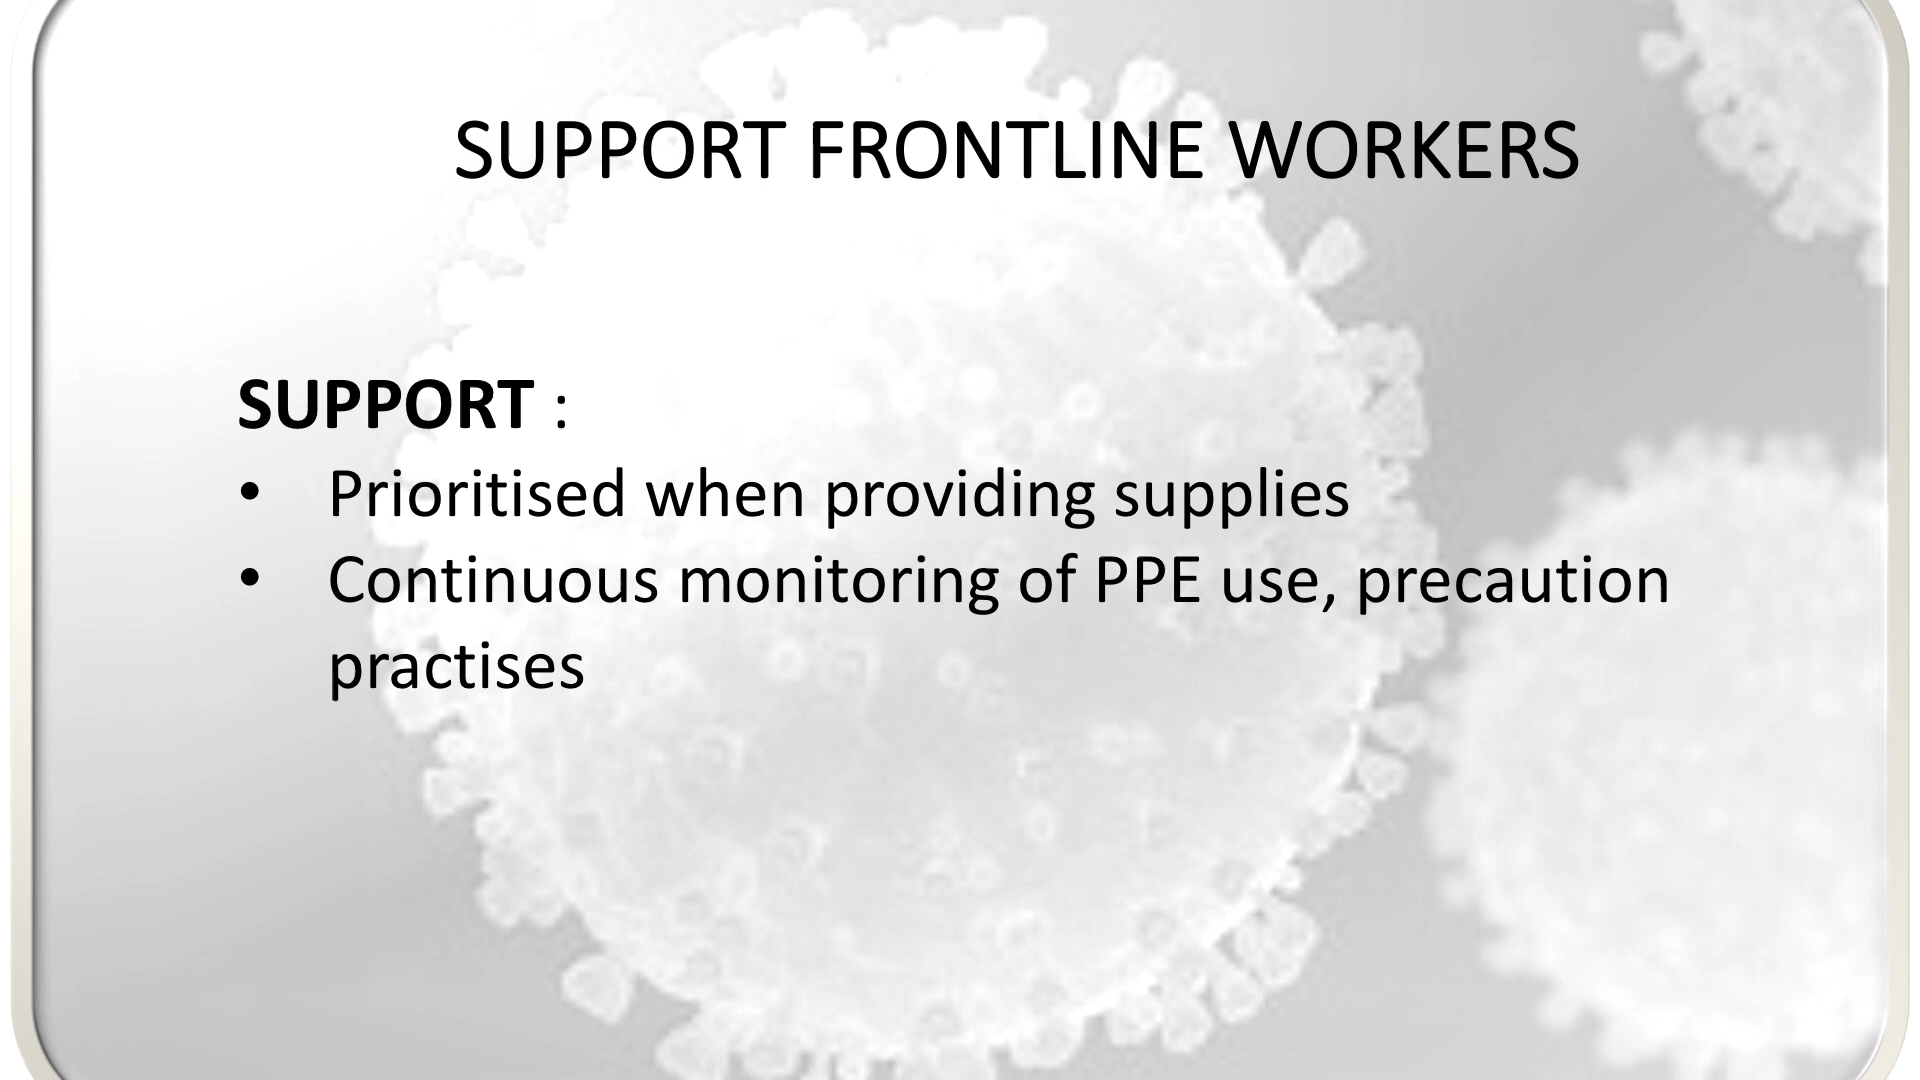 SUPPORT FRONTLINE WORKERS
SUPPORT :
• Prioritised when providing supplies
• Continuous monitoring of PPE use, precaution
practises